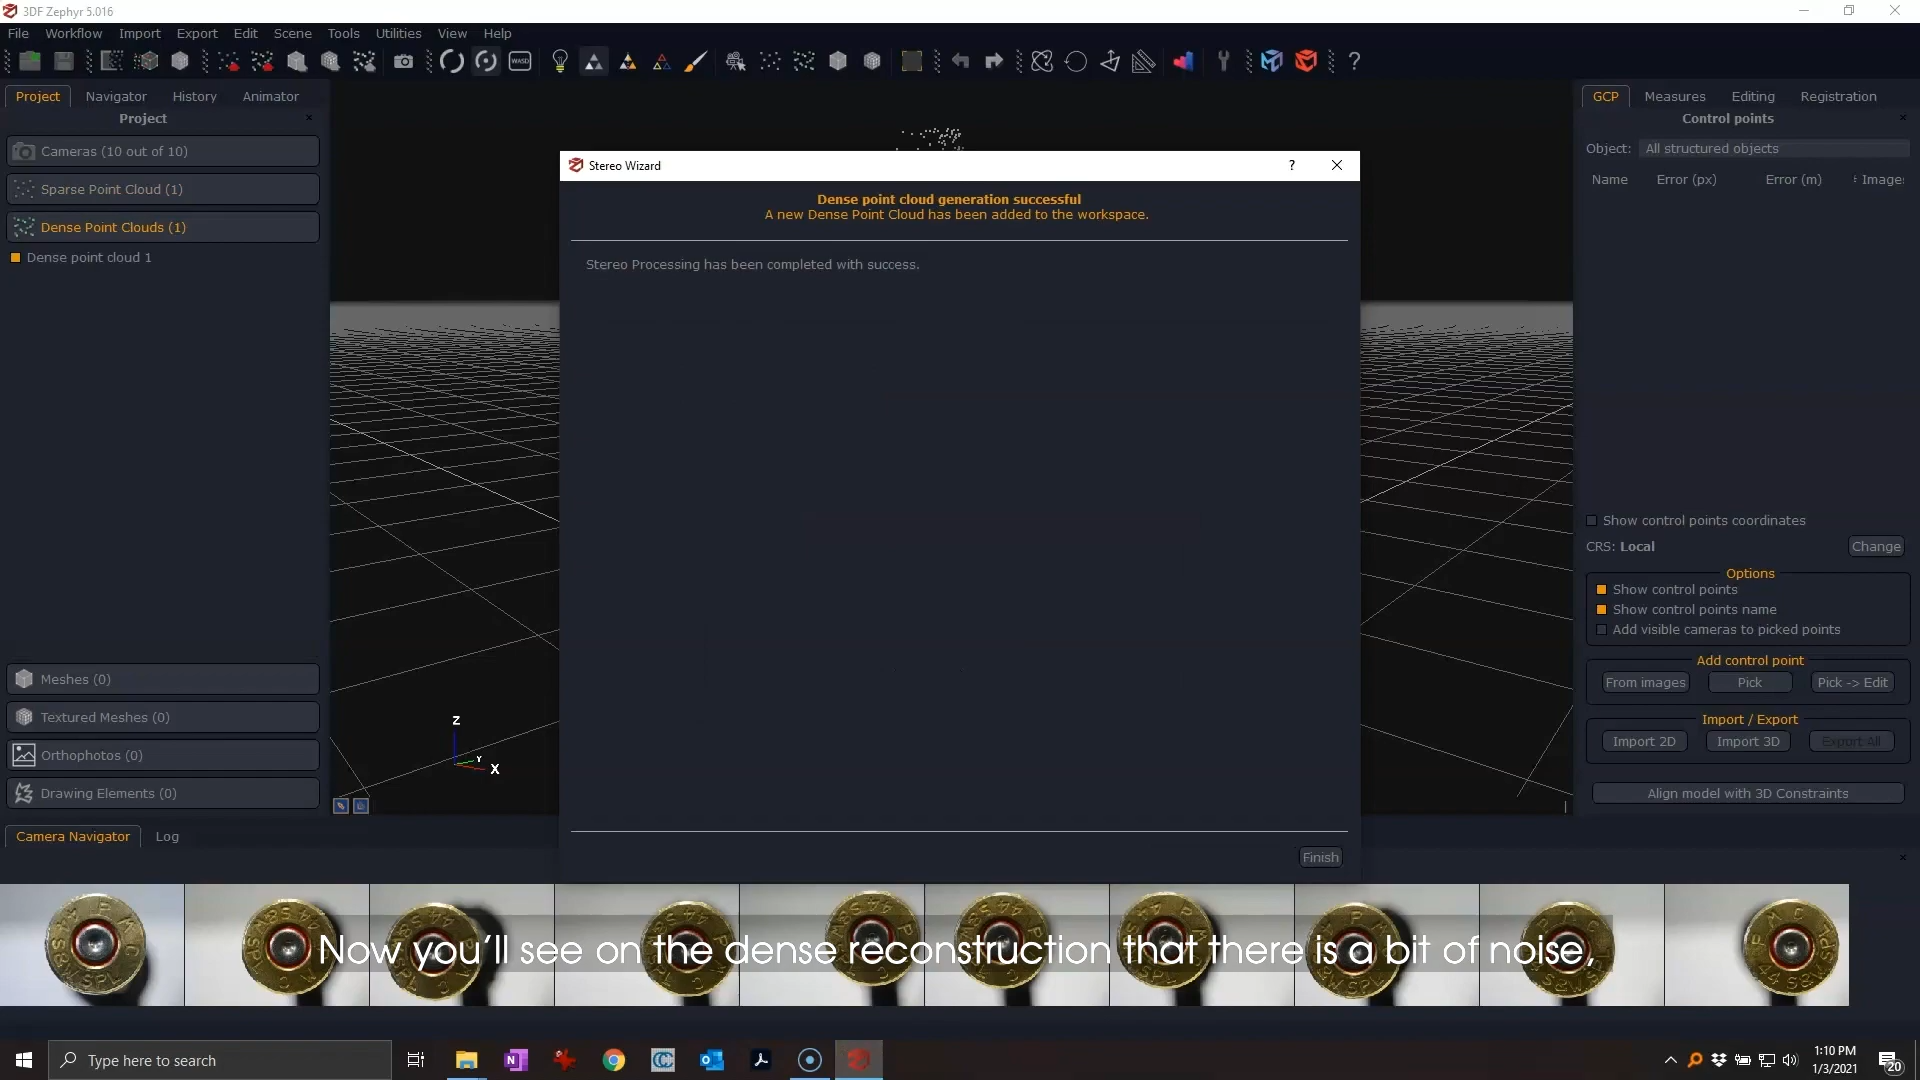 3DF Zephyr 5.016
File Workflow Import Export Edit Scene Tools Utilities View Help
WASD
?
Project Navigator History Animator
Project
Cameras (10 out of 10)
Sparse Point Cloud (1)
Dense Point Clouds (1)
Dense point cloud 1
Meshes (0)
Textured Meshes (0)
Orthophotos (0)
Drawing Elements (0)
Stereo Wizard
?
Dense point cloud generation successful
A new Dense Point Cloud has been added to the workspace.
Stereo Processing has been completed with success.
Finish
Z
Y
X
GCP Measures Editing Registration
Control points
Object: All structured objects
Name Error (px) Error (m) Image
Show control points coordinates
CRS: Local Change
Options
Show control points
Show control points name
Add visible cameras to picked points
Add control point
From images Pick Pick -> Edit
Import / Export
Import 2D Import 3D Export All
Align model with 3D Constraints
Camera Navigator Log
Now you'll see on the dense reconstruction that there is a bit of noise,
Type here to search
1:10 PM
1/3/2021
20